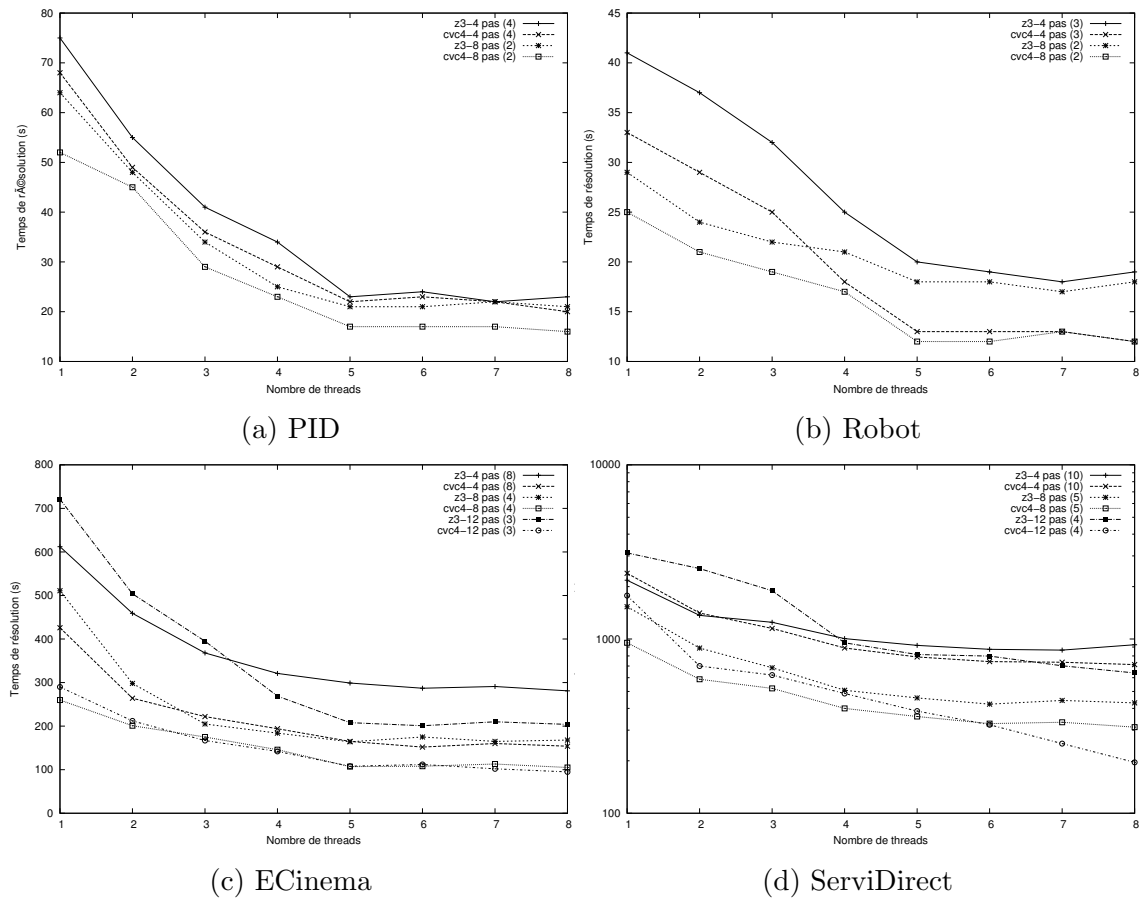 80
70
60
50
40
30
20
10
1 2 3 4 5 6 7 8
Temps de rÃ©solution (s)
Nombre de threads
z3-4 pas (4)
cvc4-4 pas (4)
z3-8 pas (2)
cvc4-8 pas (2)
(a) PID
45
40
35
30
25
20
15
10
1 2 3 4 5 6 7 8
Temps de résolution (s)
Nombre de threads
z3-4 pas (3)
cvc4-4 pas (3)
z3-8 pas (2)
cvc4-8 pas (2)
(b) Robot
800
700
600
500
400
300
200
100
0
1 2 3 4 5 6 7 8
Temps de résolution (s)
Nombre de threads
z3-4 pas (8)
cvc4-4 pas (8)
z3-8 pas (4)
cvc4-8 pas (4)
z3-12 pas (3)
cvc4-12 pas (3)
(c) ECinema
10000
1000
100
1 2 3 4 5 6 7 8
Nombre de threads
z3-4 pas (10)
cvc4-4 pas (10)
z3-8 pas (5)
cvc4-8 pas (5)
z3-12 pas (4)
cvc4-12 pas (4)
(d) ServiDirect